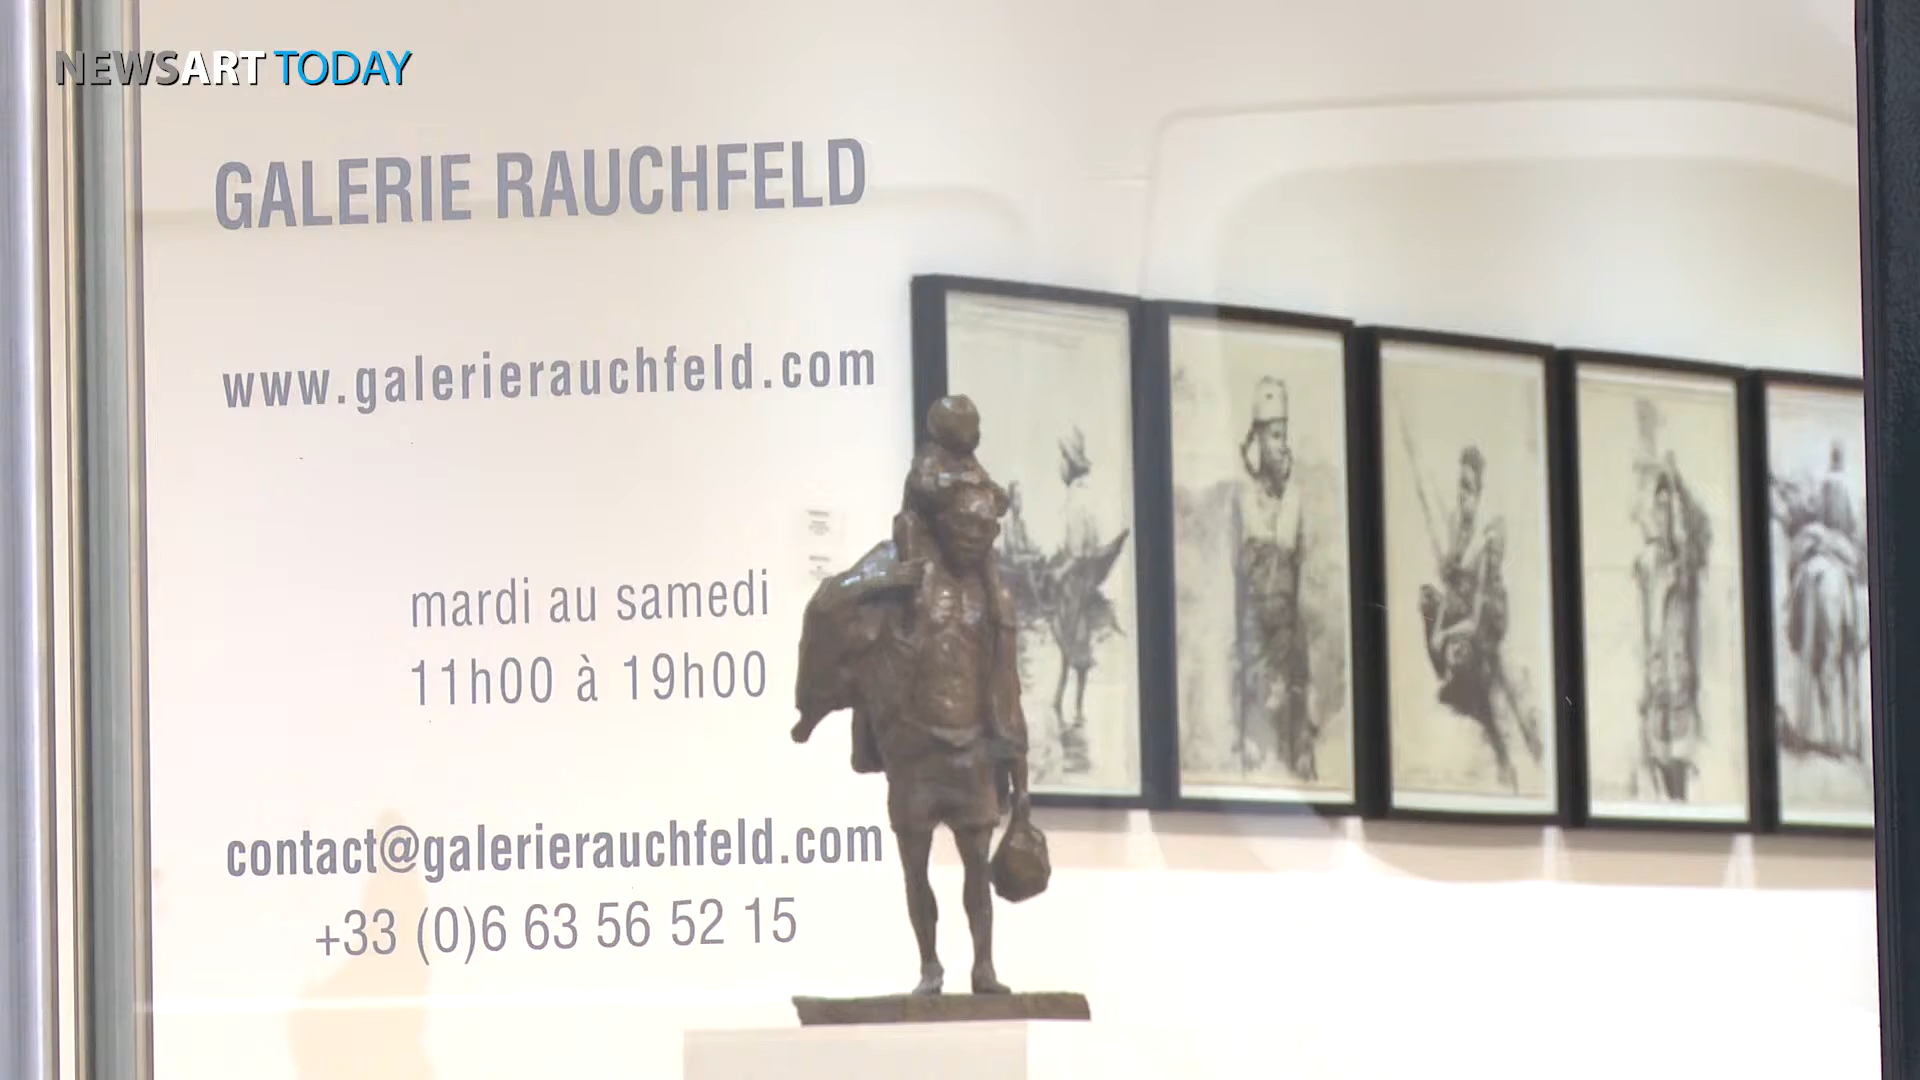 NEWSART TODAY
GALERIE RAUCHFELD
www.galerierauchfeld.com
mardi au samedi
11h00 à 19h00
contact@galerierauchfeld.com
+33 (0)6 63 56 52 15